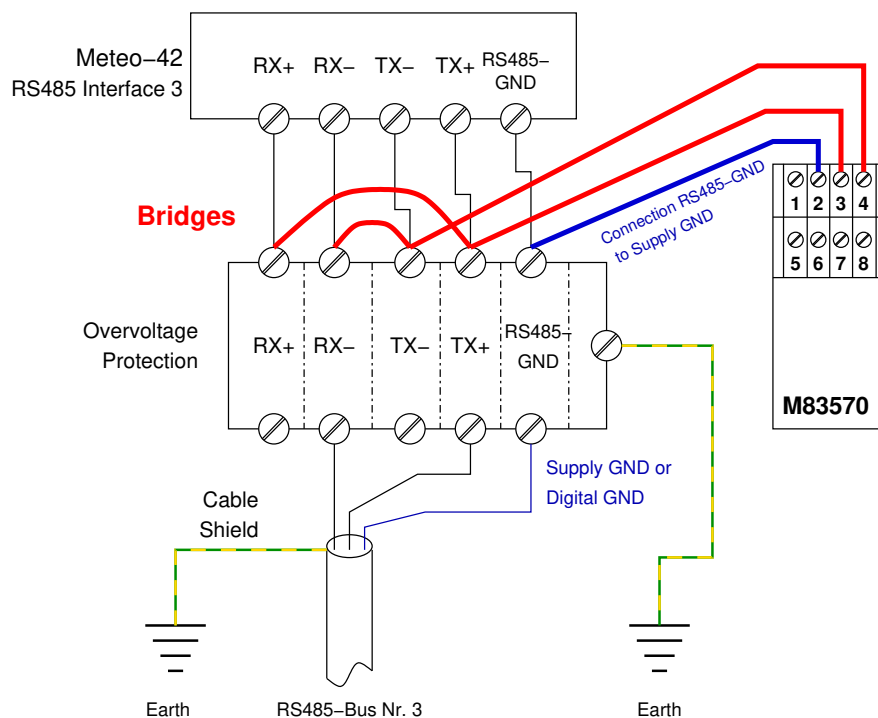 Meteo−42
RS485 Interface 3
RX+
RX−
TX−
TX+
RS485−
GND
Bridges
Connection RS485−GND
to Supply GND
1
2
3
4
5
6
7
8
M83570
Overvoltage
Protection
RX+
RX−
TX−
TX+
RS485−
GND
Supply GND or
Digital GND
Cable
Shield
Earth
RS485−Bus Nr. 3
Earth